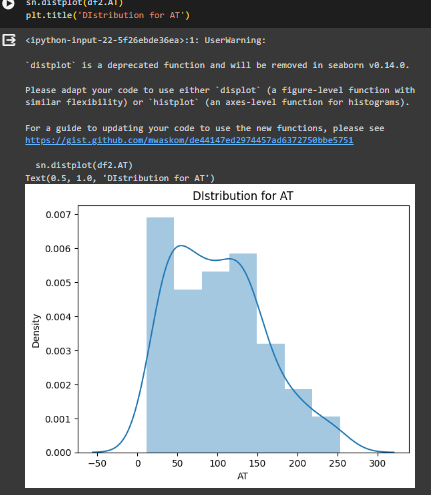 sn.distplot(df2.AT)
plt.title('DIstribution for AT')
<ipython-input-22-5f26ebde36ea>:1: UserWarning:
`distplot` is a deprecated function and will be removed in seaborn v0.14.0.
Please adapt your code to use either `displot` (a figure-level function with
similar flexibility) or `histplot` (an axes-level function for histograms).
For a guide to updating your code to use the new functions, please see
https://gist.github.com/mwaskom/de44147ed2974457ad6372750bbe5751
sn.distplot(df2.AT)
Text(0.5, 1.0, 'DIstribution for AT')
DIstribution for AT
0.007
0.006
0.005
0.004
0.003
0.002
0.001
0.000
Density
−50 0 50 100 150 200 250 300
AT